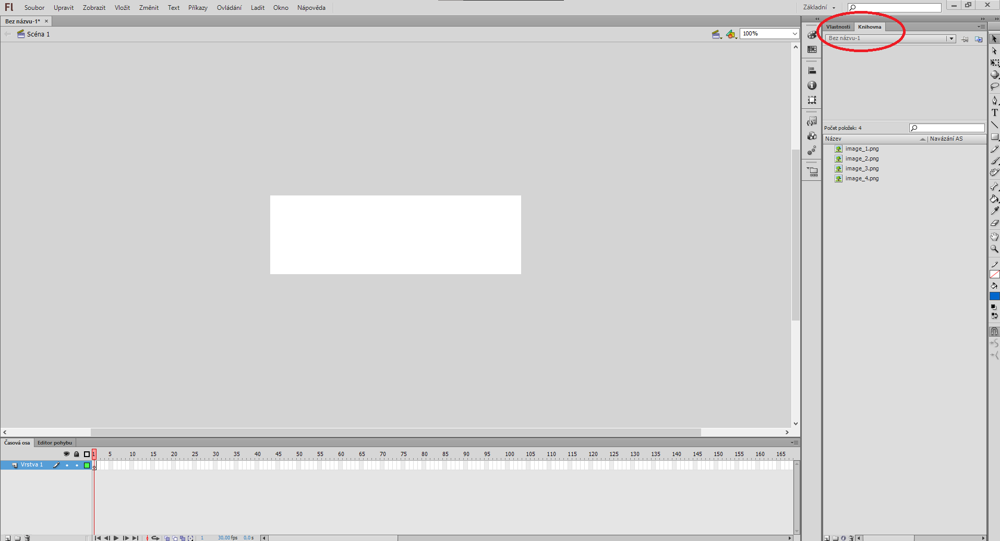 Fl Soubor Upravit Zobrazit Vložit Změnit Text Příkazy Ovládání Ladit Okno Nápověda Základní
Bez názvu-1* ×
Scéna 1 100%
Vlastnosti Knihovna
Bez názvu-1
Počet položek: 4
Název Navázání AS
image_1.png
image_2.png
image_3.png
image_4.png
T
Časová osa Editor pohybu
1 5 10 15 20 25 30 35 40 45 50 55 60 65 70 75 80 85 90 95 100 105 110 115 120 125 130 135 140 145 150 155 160 165
Vrstva 1
1 30,00 fps 0,0 s